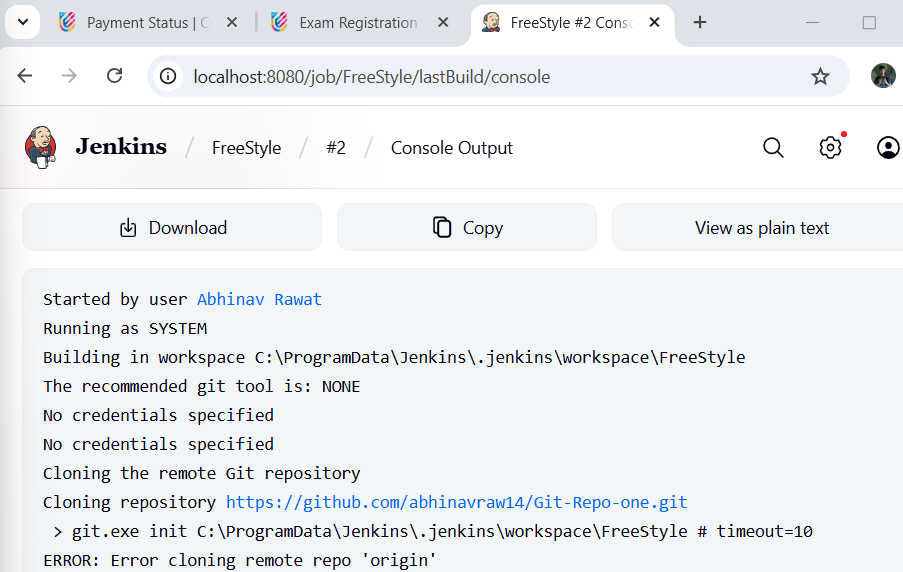 Payment Status | C
Exam Registration
FreeStyle #2 Conso
localhost:8080/job/FreeStyle/lastBuild/console
Jenkins / FreeStyle / #2 / Console Output
Download
Copy
View as plain text
Started by user Abhinav Rawat
Running as SYSTEM
Building in workspace C:\ProgramData\Jenkins\.jenkins\workspace\FreeStyle
The recommended git tool is: NONE
No credentials specified
No credentials specified
Cloning the remote Git repository
Cloning repository https://github.com/abhinavraw14/Git-Repo-one.git
> git.exe init C:\ProgramData\Jenkins\.jenkins\workspace\FreeStyle # timeout=10
ERROR: Error cloning remote repo 'origin'